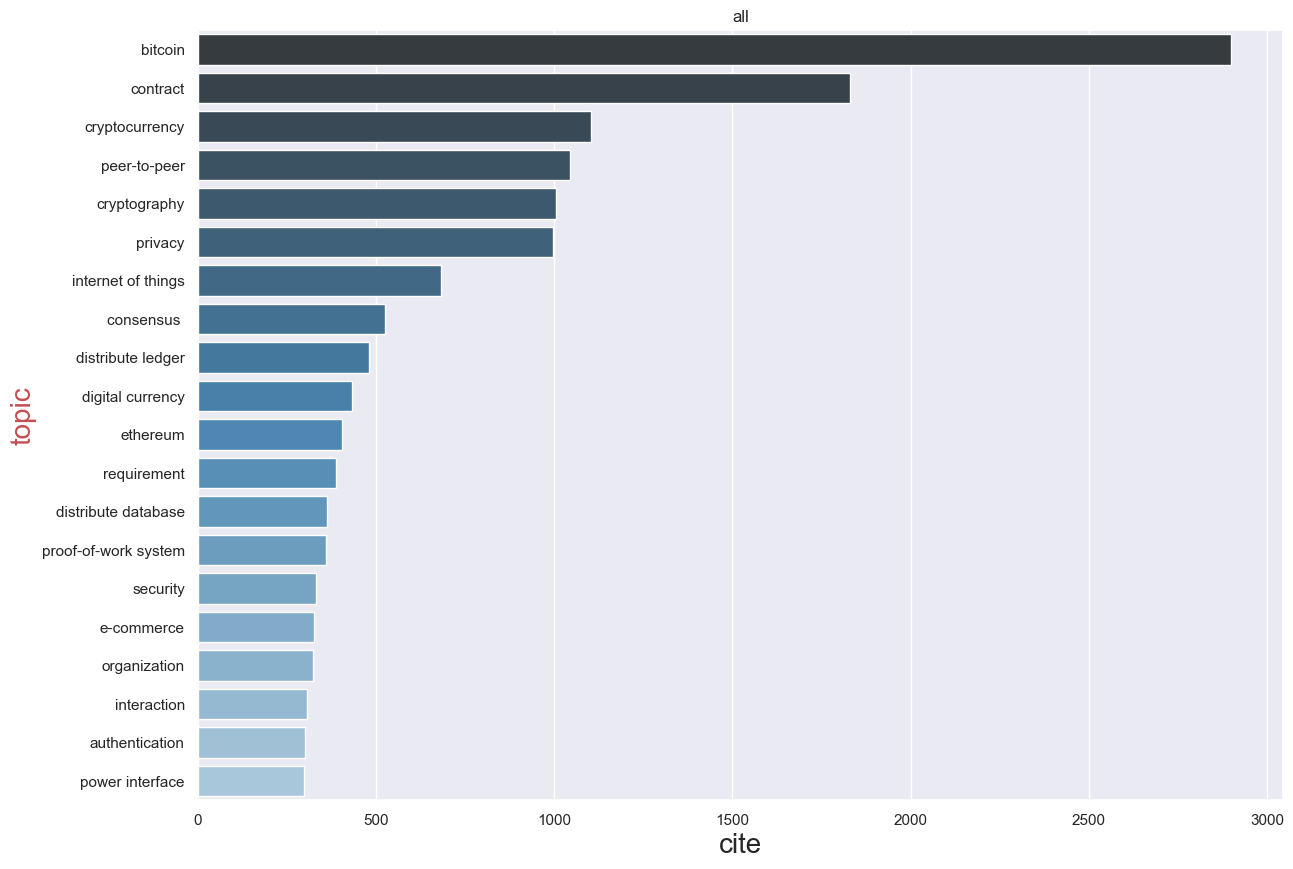 all
bitcoin
contract
cryptocurrency
peer-to-peer
cryptography
privacy
internet of things
consensus
distribute ledger
digital currency
ethereum
requirement
distribute database
proof-of-work system
security
e-commerce
organization
interaction
authentication
power interface
topic
0 500 1000 1500 2000 2500 3000
cite